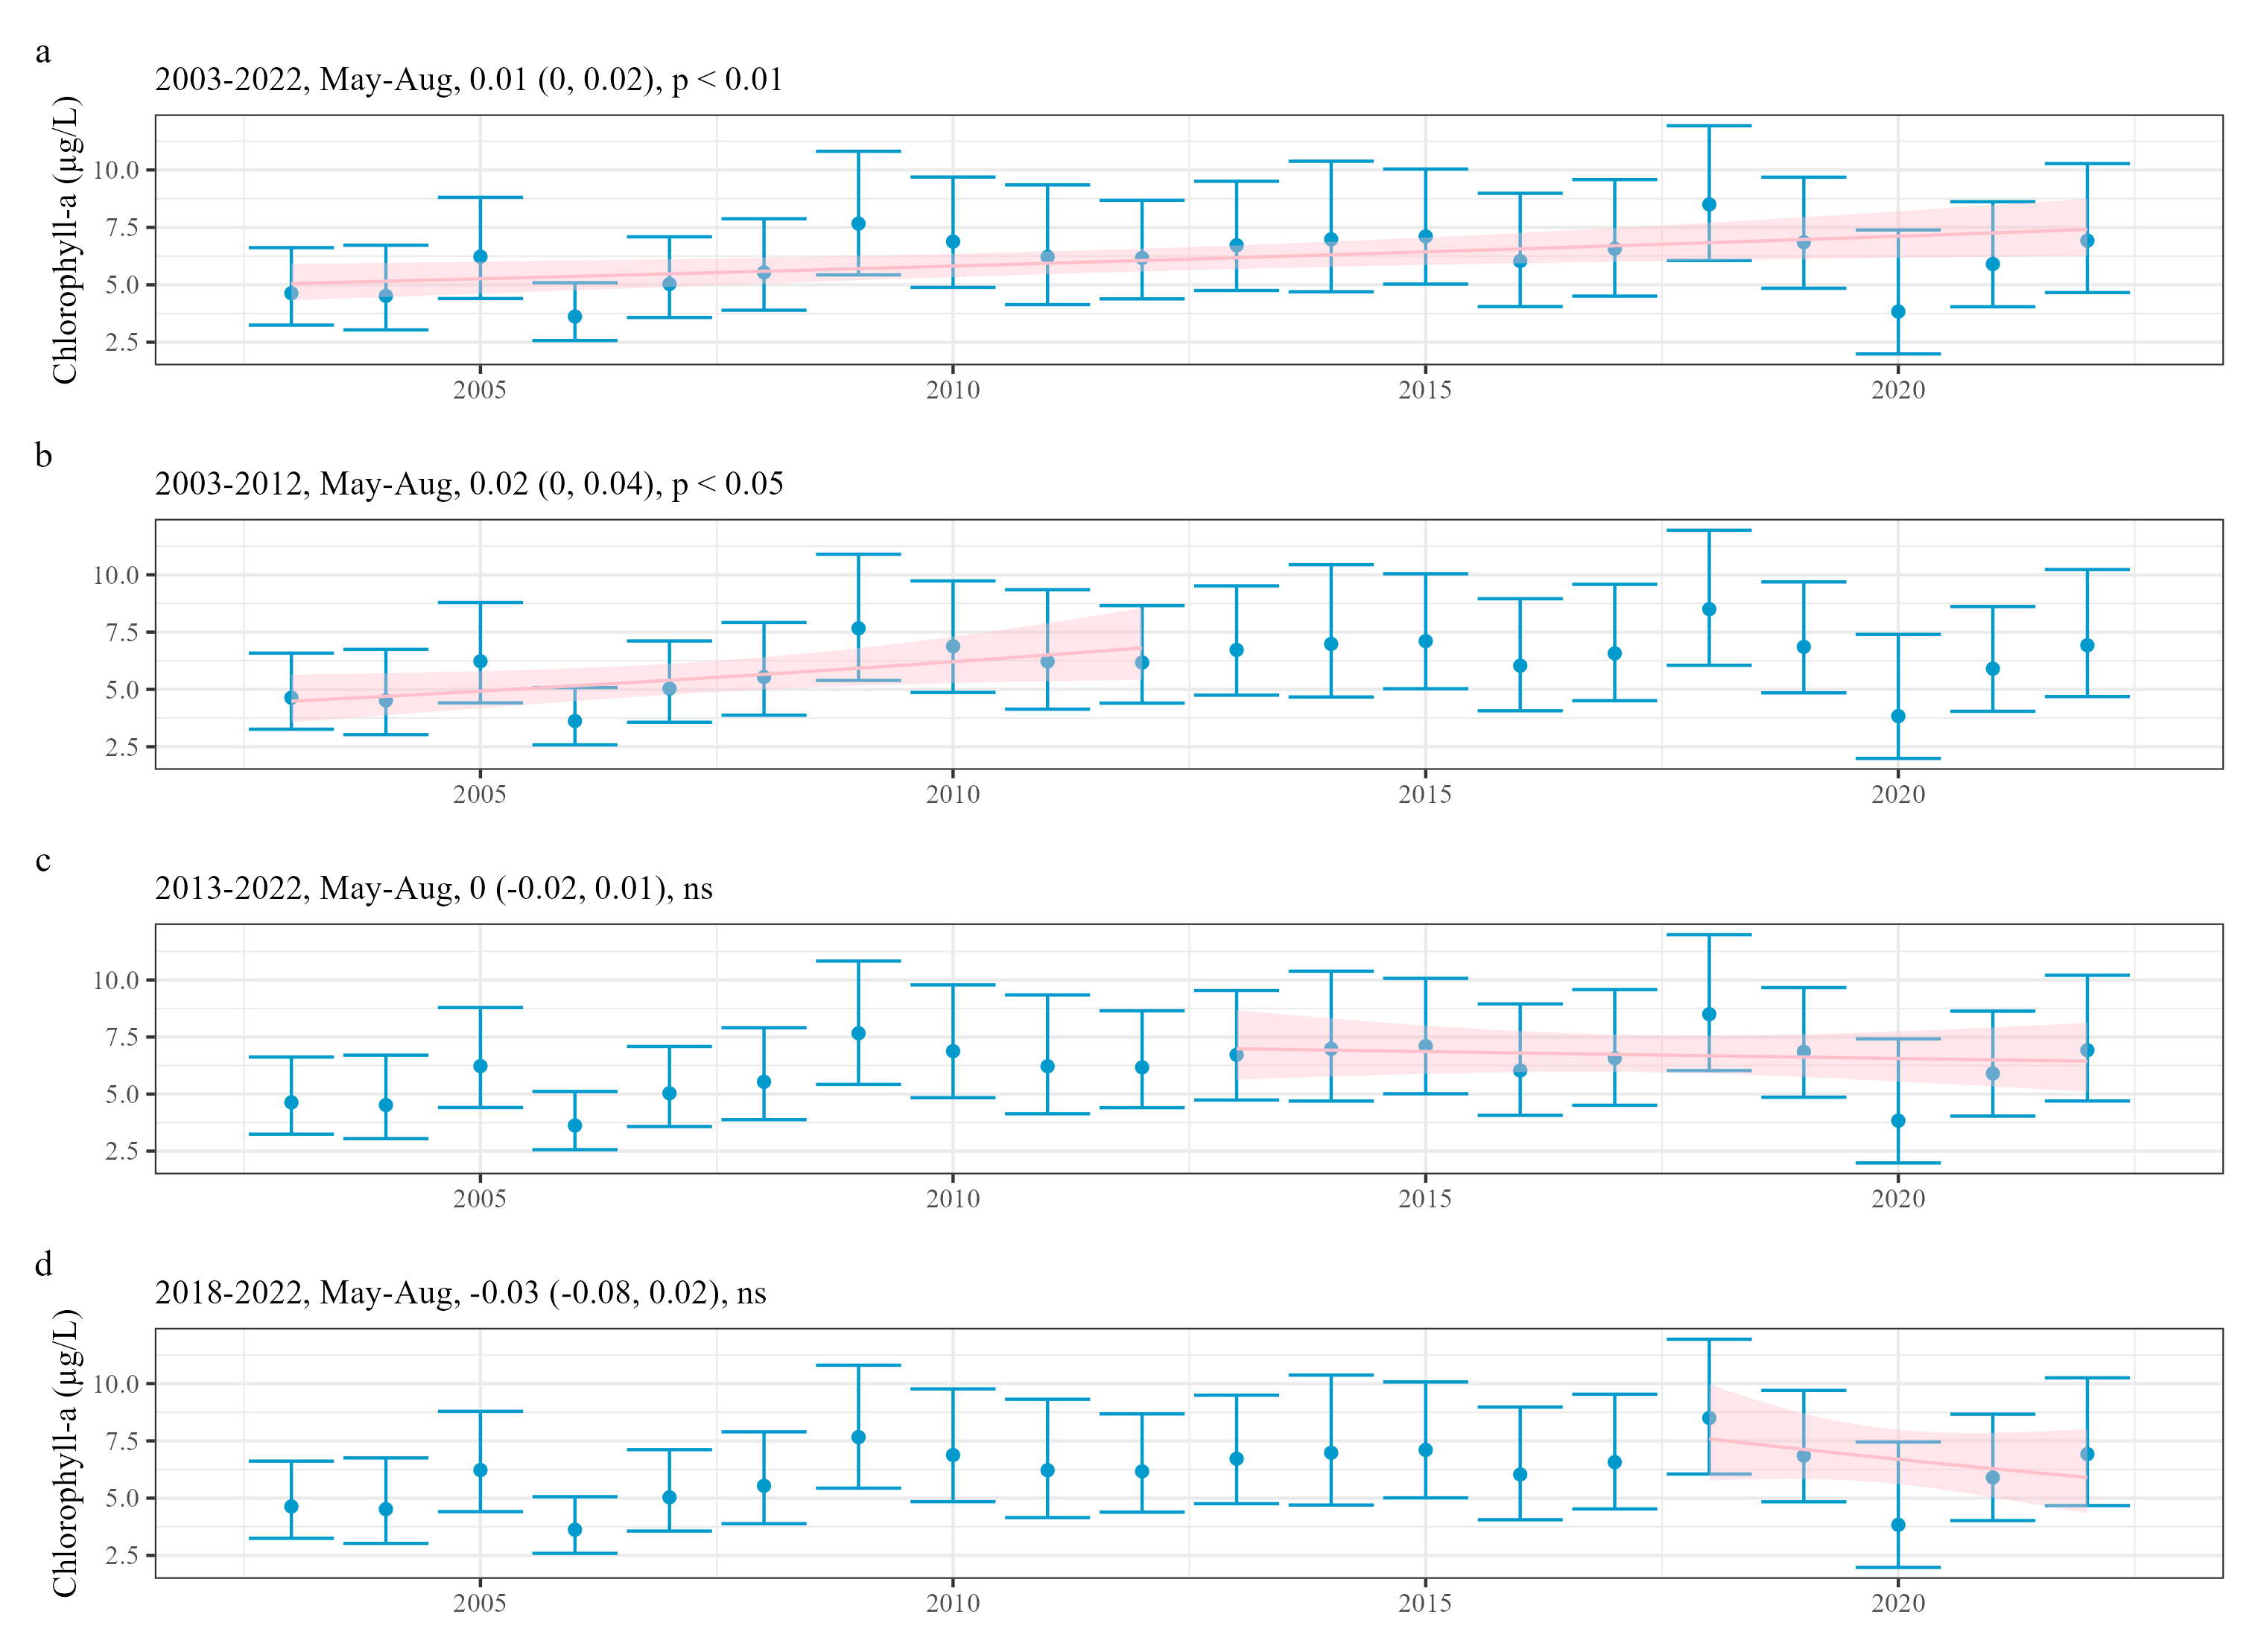 a
2003-2022, May-Aug, 0.01 (0, 0.02), p < 0.01
Chlorophyll-a (µg/L)
10.0
7.5
5.0
2.5
2005 2010 2015 2020
b
2003-2012, May-Aug, 0.02 (0, 0.04), p < 0.05
10.0
7.5
5.0
2.5
2005 2010 2015 2020
c
2013-2022, May-Aug, 0 (-0.02, 0.01), ns
10.0
7.5
5.0
2.5
2005 2010 2015 2020
d
2018-2022, May-Aug, -0.03 (-0.08, 0.02), ns
Chlorophyll-a (µg/L)
10.0
7.5
5.0
2.5
2005 2010 2015 2020